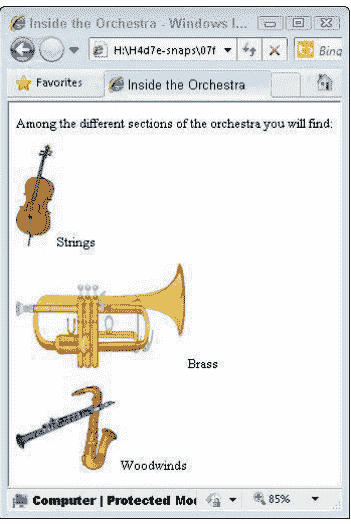 Inside the Orchestra - Windows I...
H:\H4d7e-snaps\07f
Bing
Favorites
Inside the Orchestra
Among the different sections of the orchestra you will find:
Strings
Brass
Woodwinds
Computer | Protected Mo
85%